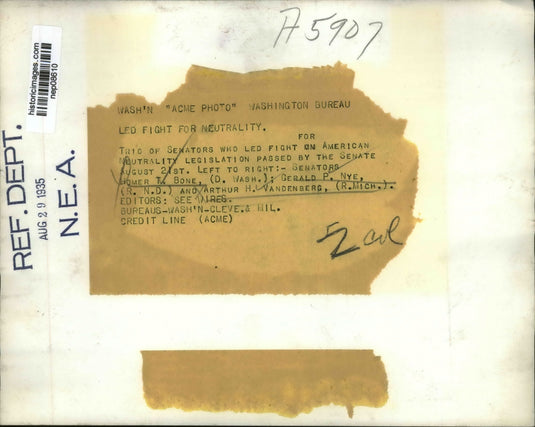 A5907
historicimages.com
nep08610
REF. DEPT.
AUG 29 1935
N.E.A.
WASH'N "ACME PHOTO" WASHINGTON BUREAU
LED FIGHT FOR NEUTRALITY.
FOR
TRIO OF SENATORS WHO LED FIGHT ON AMERICAN
NEUTRALITY LEGISLATION PASSED BY THE SENATE
AUGUST 21ST. LEFT TO RIGHT:- SENATORS
HOMER T. BONE, (D. WASH.); GERALD P. NYE,
(R. N.D.) AND ARTHUR H. VANDENBERG, (R.MICH.).
EDITORS: SEE WIRES.
BUREAUS-WASH'N-CLEVE.& MIL.
CREDIT LINE (ACME)
2 col